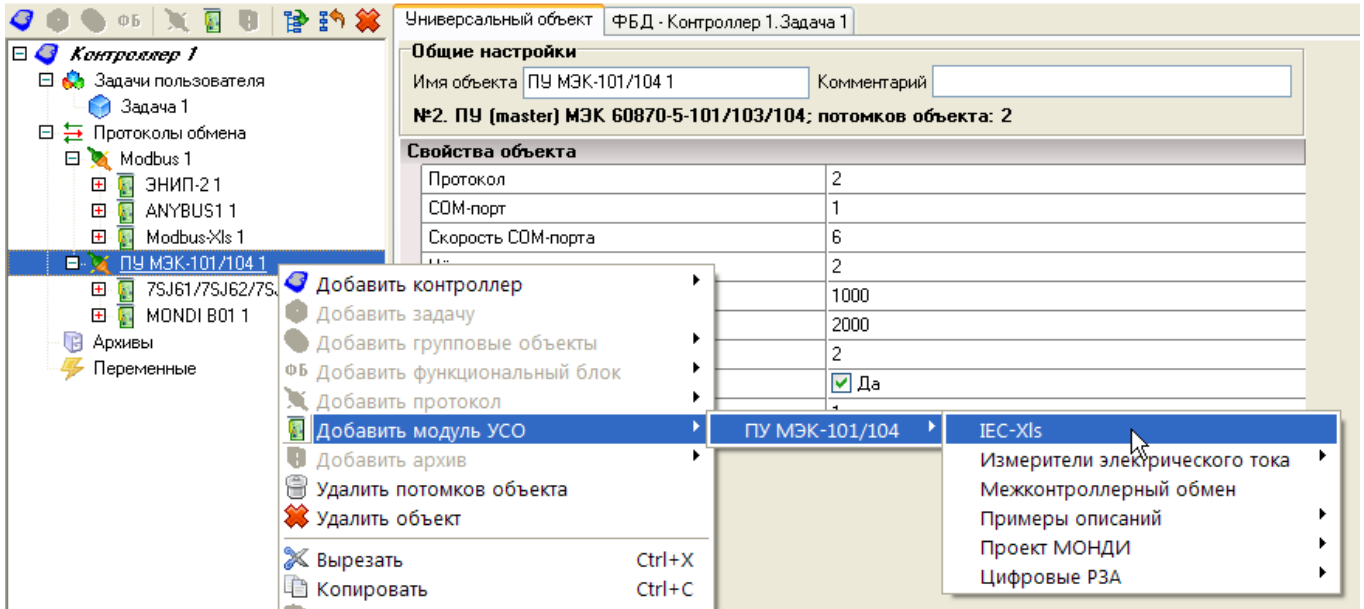 ФБ
Универсальный объект
ФБД - Контроллер 1.Задача 1
Контроллер 1
Задачи пользователя
Задача 1
Протоколы обмена
Modbus 1
ЭНИП-2 1
ANYBUS1 1
Modbus-Xls 1
ПУ МЭК-101/104 1
7SJ61/7SJ62/7SJ
MONDI B01 1
Архивы
Переменные
Общие настройки
Имя объекта ПУ МЭК-101/104 1 Комментарий
№2. ПУ (master) МЭК 60870-5-101/103/104; потомков объекта: 2
Свойства объекта
Протокол 2
COM-порт 1
Скорость COM-порта 6
2
1000
2000
2
Да
Добавить контроллер
Добавить задачу
Добавить групповые объекты
ФБ Добавить функциональный блок
Добавить протокол
Добавить модуль УСО
Добавить архив
Удалить потомков объекта
Удалить объект
Вырезать Ctrl+X
Копировать Ctrl+C
ПУ МЭК-101/104
IEC-Xls
Измерители электрического тока
Межконтроллерный обмен
Примеры описаний
Проект МОНДИ
Цифровые РЗА